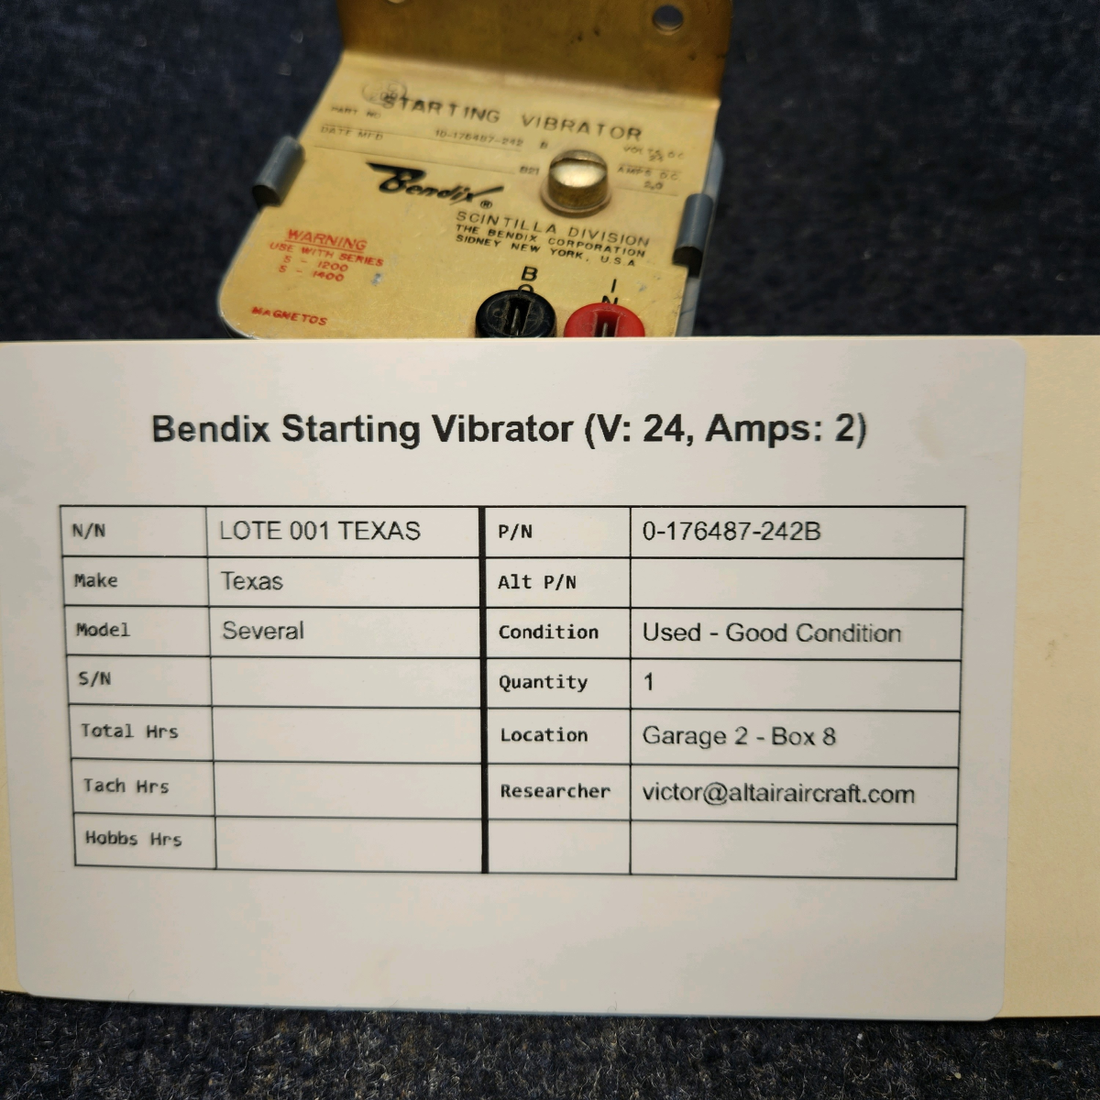 STARTING VIBRATOR
PART NO. 10-176487-242 B VOLTS DC 24
DATE MFD 821 AMPS DC 2.0
Bendix®
SCINTILLA DIVISION
THE BENDIX CORPORATION
SIDNEY NEW YORK, U.S.A
WARNING
USE WITH SERIES
S - 1200
S - 1400
MAGNETOS
B
O
I
N
Bendix Starting Vibrator (V: 24, Amps: 2)
N/N LOTE 001 TEXAS P/N 0-176487-242B
Make Texas Alt P/N
Model Several Condition Used - Good Condition
S/N Quantity 1
Total Hrs Location Garage 2 - Box 8
Tach Hrs Researcher victor@altairaircraft.com
Hobbs Hrs